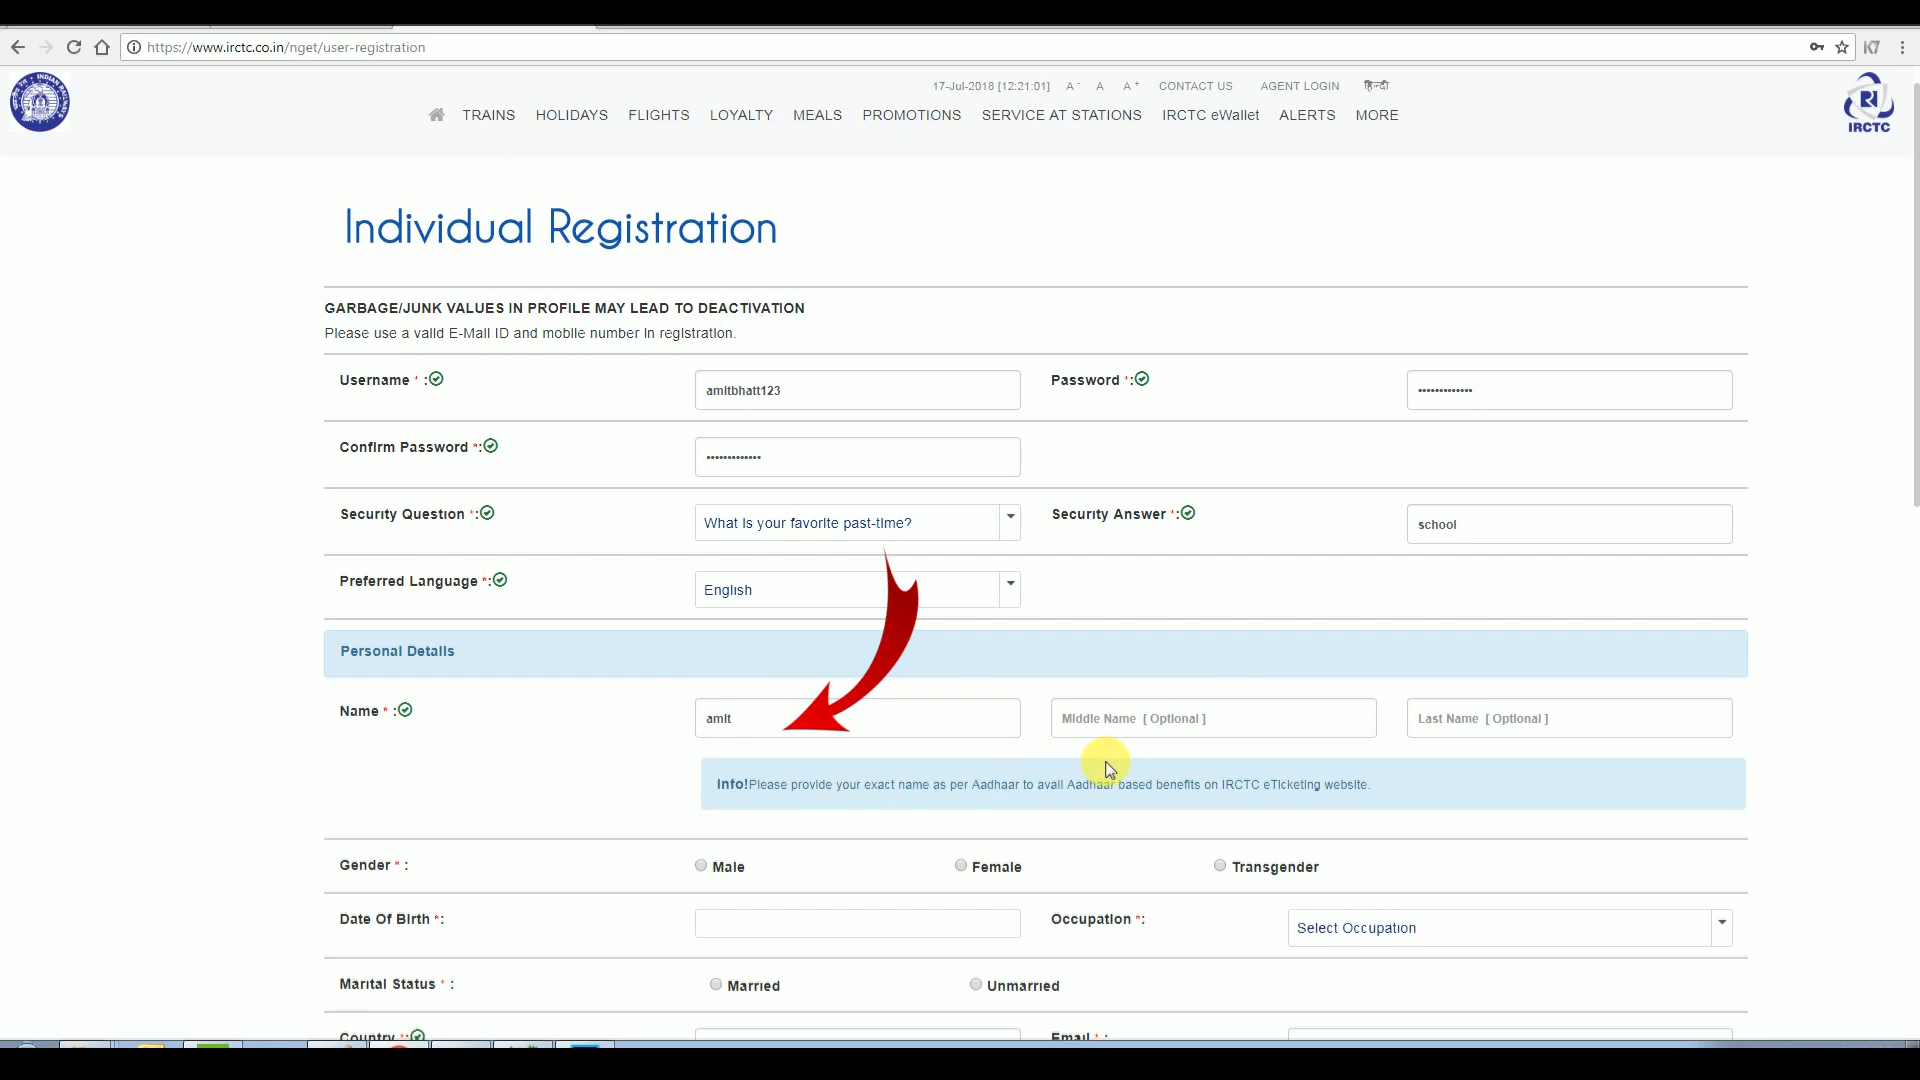 https://www.irctc.co.in/nget/user-registration
K7
17-Jul-2018 [12:21:01] A- A A+ CONTACT US AGENT LOGIN हिन्दी
INDIAN RAILWAYS
TRAINS HOLIDAYS FLIGHTS LOYALTY MEALS PROMOTIONS SERVICE AT STATIONS IRCTC eWallet ALERTS MORE
IRCTC
Individual Registration
GARBAGE/JUNK VALUES IN PROFILE MAY LEAD TO DEACTIVATION
Please use a valid E-Mail ID and mobile number in registration.
Username * : amitbhatt123 Password *: •••••••••••••
Confirm Password *: •••••••••••••
Security Question *: What is your favorite past-time? Security Answer *: school
Preferred Language *: English
Personal Details
Name * : amit Middle Name [ Optional ] Last Name [ Optional ]
Info!Please provide your exact name as per Aadhaar to avail Aadhaar based benefits on IRCTC eTicketing website.
Gender * : Male Female Transgender
Date Of Birth *: Occupation *: Select Occupation
Marital Status * : Married Unmarried
Country *: Email * :